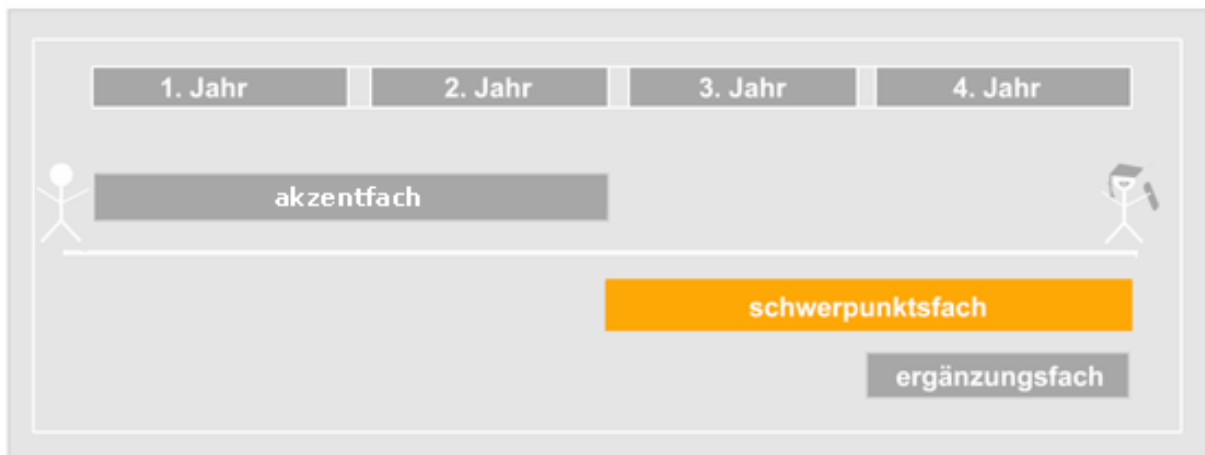 1. Jahr 2. Jahr 3. Jahr 4. Jahr
akzentfach
schwerpunktsfach
ergänzungsfach